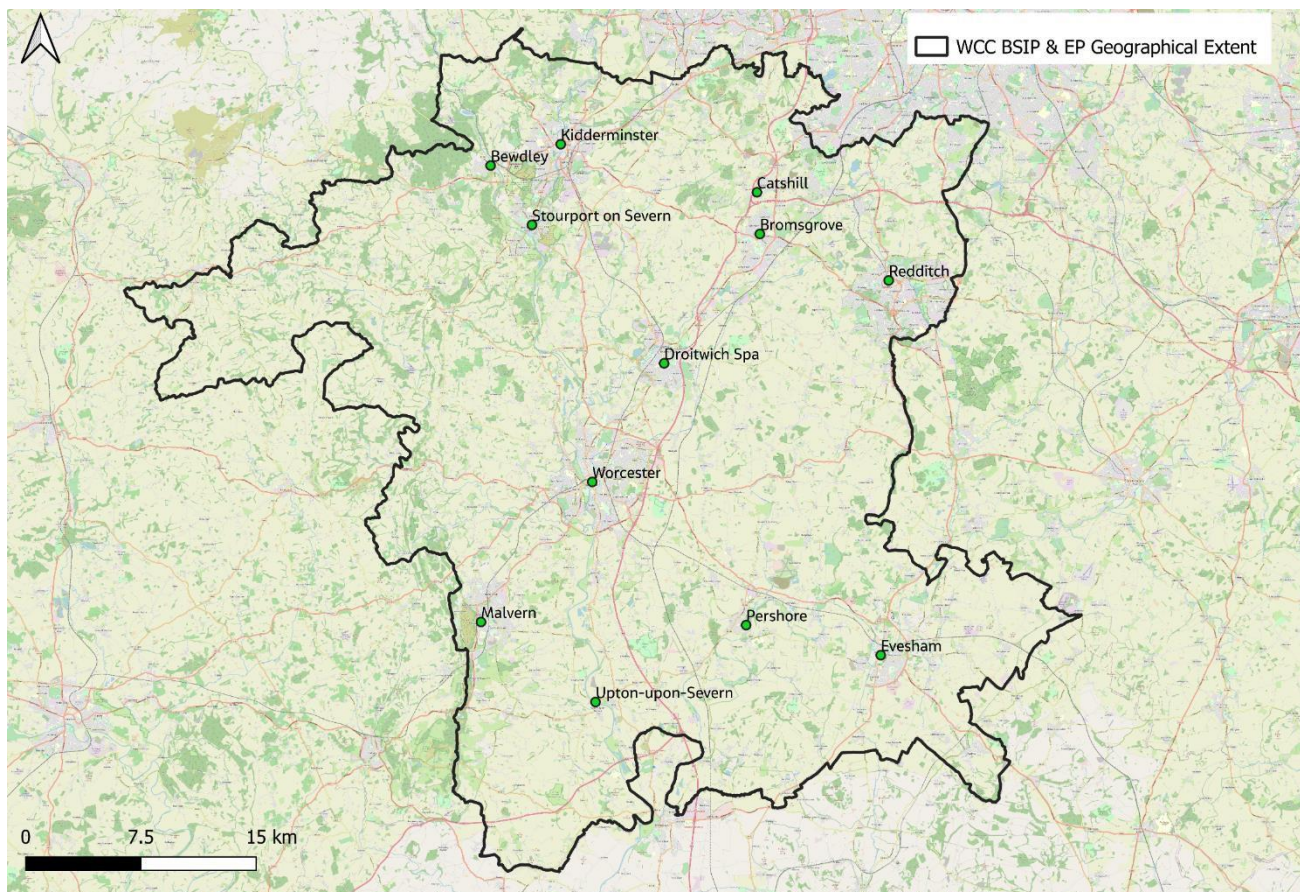 WCC BSIP & EP Geographical Extent
Kidderminster
Bewdley
Catshill
Stourport on Severn
Bromsgrove
Redditch
Droitwich Spa
Worcester
Malvern
Pershore
Evesham
Upton-upon-Severn
0 7.5 15 km